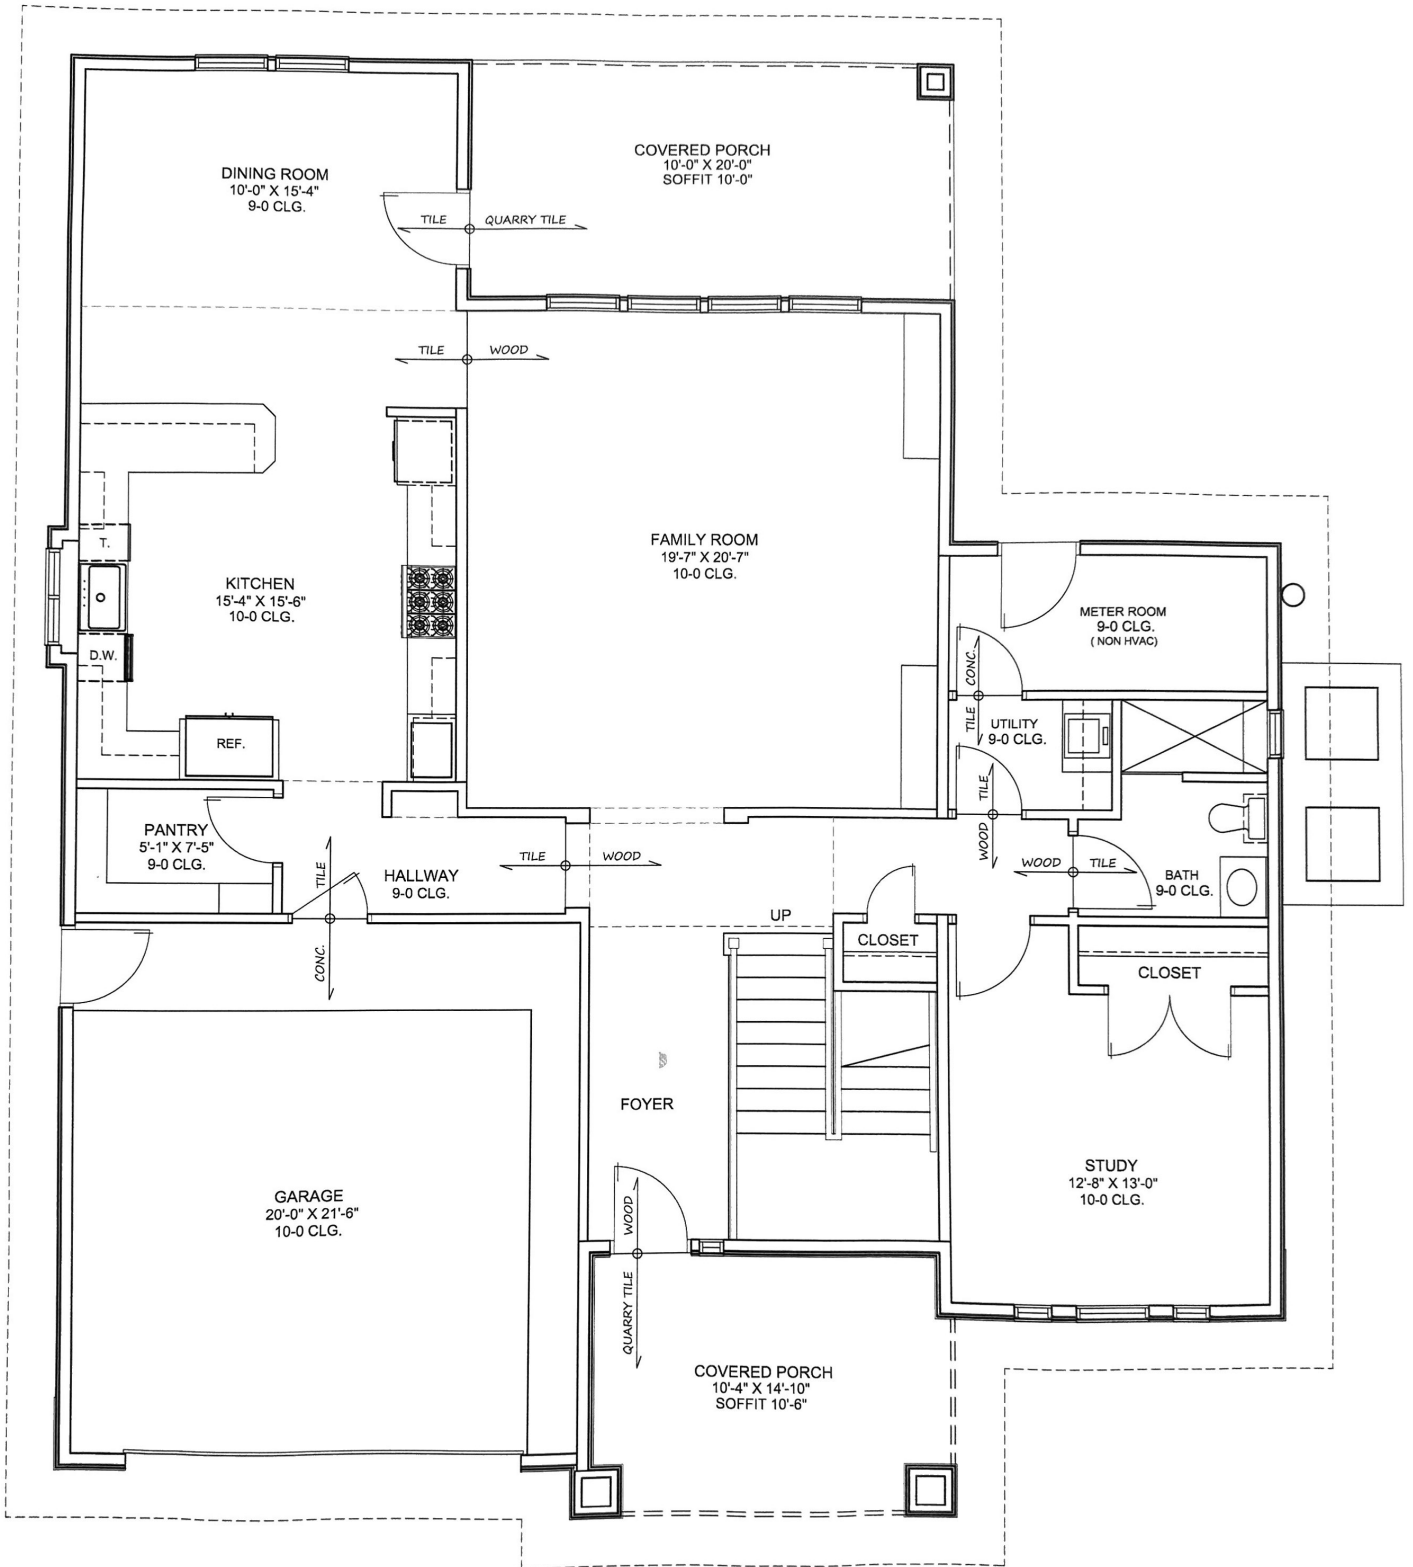 COVERED PORCH
10'-0" X 20'-0"
SOFFIT 10'-0"
DINING ROOM
10'-0" X 15'-4"
9-0 CLG.
TILE
QUARRY TILE
TILE
WOOD
FAMILY ROOM
19'-7" X 20'-7"
10-0 CLG.
T.
KITCHEN
15'-4" X 15'-6"
10-0 CLG.
D.W.
REF.
METER ROOM
9-0 CLG.
( NON HVAC)
CONC.
TILE
UTILITY
9-0 CLG.
TILE
WOOD
PANTRY
5'-1" X 7'-5"
9-0 CLG.
TILE
CONC.
HALLWAY
9-0 CLG.
TILE
WOOD
WOOD
TILE
BATH
9-0 CLG.
UP
CLOSET
CLOSET
FOYER
STUDY
12'-8" X 13'-0"
10-0 CLG.
GARAGE
20'-0" X 21'-6"
10-0 CLG.
WOOD
QUARRY TILE
COVERED PORCH
10'-4" X 14'-10"
SOFFIT 10'-6"